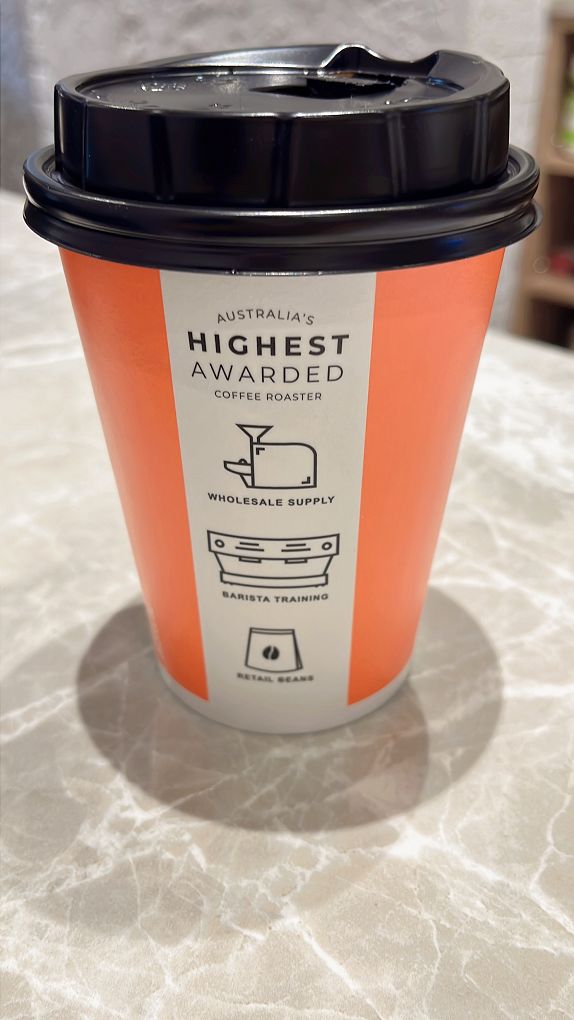 AUSTRALIA'S
HIGHEST
AWARDED
COFFEE ROASTER
WHOLESALE SUPPLY
BARISTA TRAINING
RETAIL BEANS